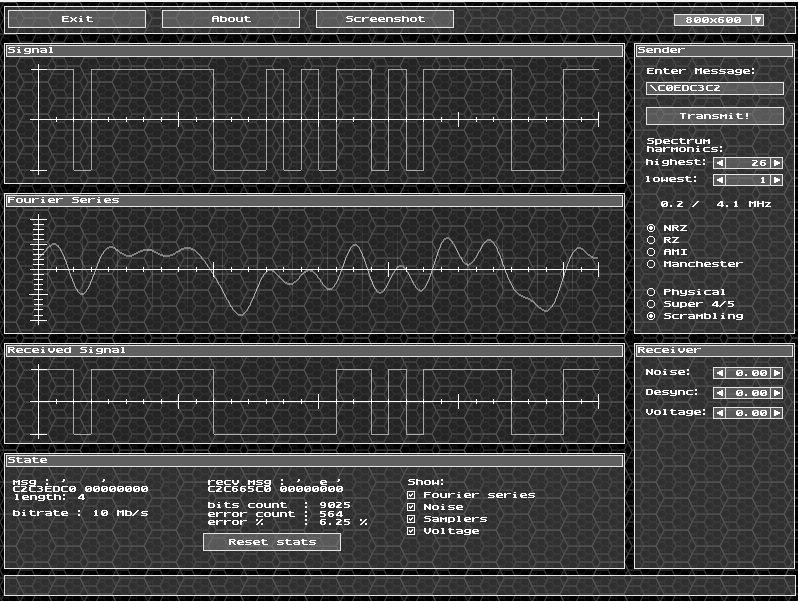 Exit About Screenshot 800x600
Signal
Fourier Series
Received Signal
State
msg : ' '
C2C3EDC0 00000000
length: 4
bitrate : 10 Mb/s
recv msg : ' e '
C2C665C0 00000000
bits count : 9025
error count : 564
error % : 6.25 %
Reset stats
Show:
Fourier series
Noise
Samplers
Voltage
Sender
Enter Message:
\C0EDC3C2
Transmit!
Spectrum
harmonics:
highest: 26
lowest: 1
0.2 / 4.1 MHz
NRZ
RZ
AMI
Manchester
Physical
Super 4/5
Scrambling
Receiver
Noise: 0.00
Desync: 0.00
Voltage: 0.00